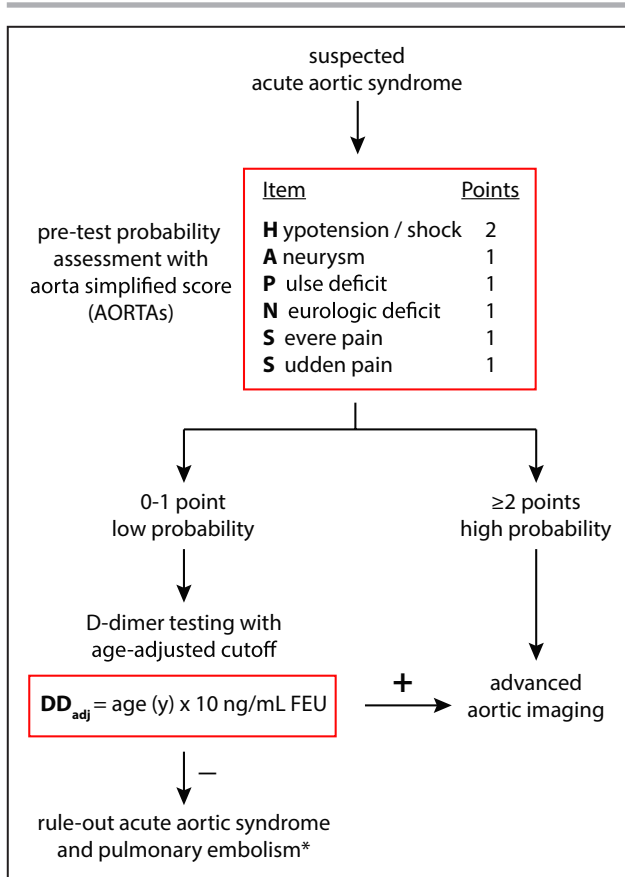 suspected
acute aortic syndrome
pre-test probability
assessment with
aorta simplified score
(AORTAs)
Item Points
H ypotension / shock 2
A neurysm 1
P ulse deficit 1
N eurologic deficit 1
S evere pain 1
S udden pain 1
0-1 point
low probability
≥2 points
high probability
D-dimer testing with
age-adjusted cutoff
DDadj = age (y) x 10 ng/mL FEU
+
advanced
aortic imaging
–
rule-out acute aortic syndrome
and pulmonary embolism*